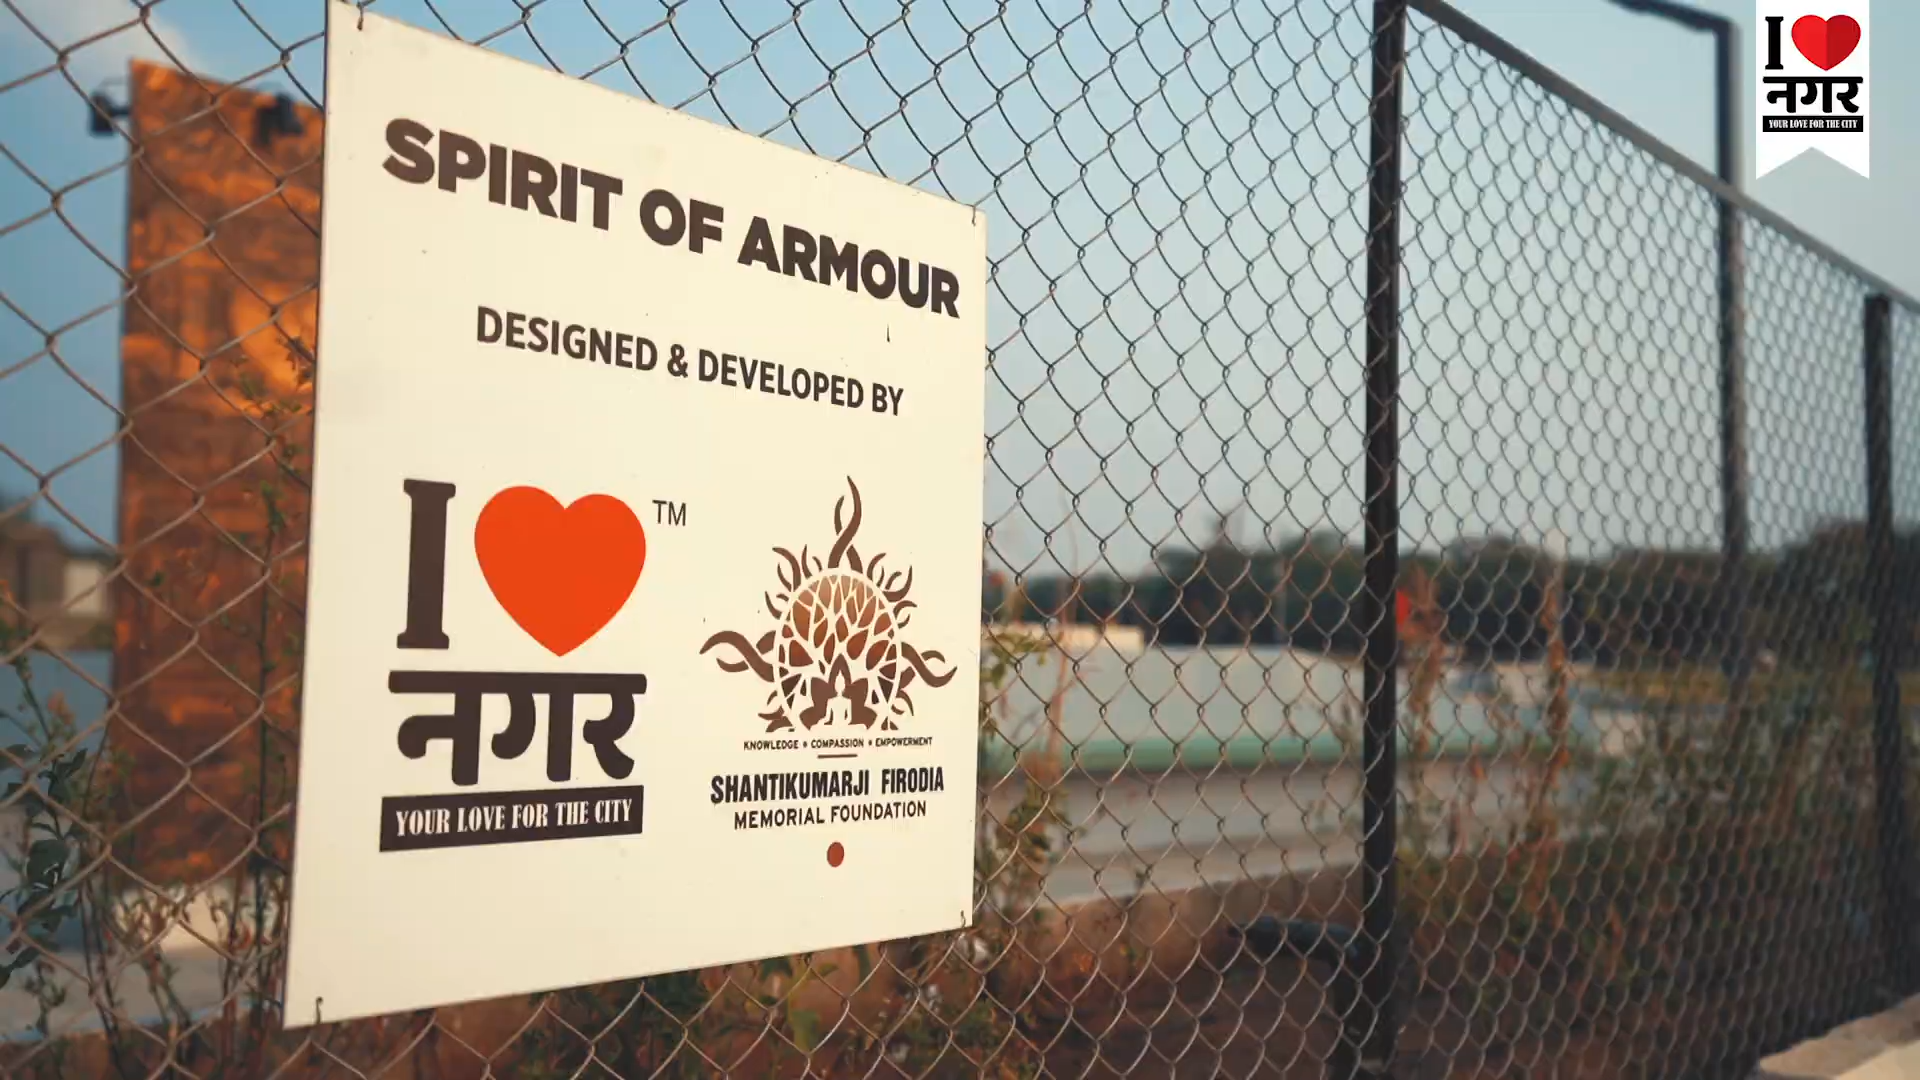 SPIRIT OF ARMOUR
DESIGNED & DEVELOPED BY
I ❤ TM
नगर
YOUR LOVE FOR THE CITY
KNOWLEDGE • COMPASSION • EMPOWERMENT
SHANTIKUMARJI FIRODIA
MEMORIAL FOUNDATION
I ❤
नगर
YOUR LOVE FOR THE CITY